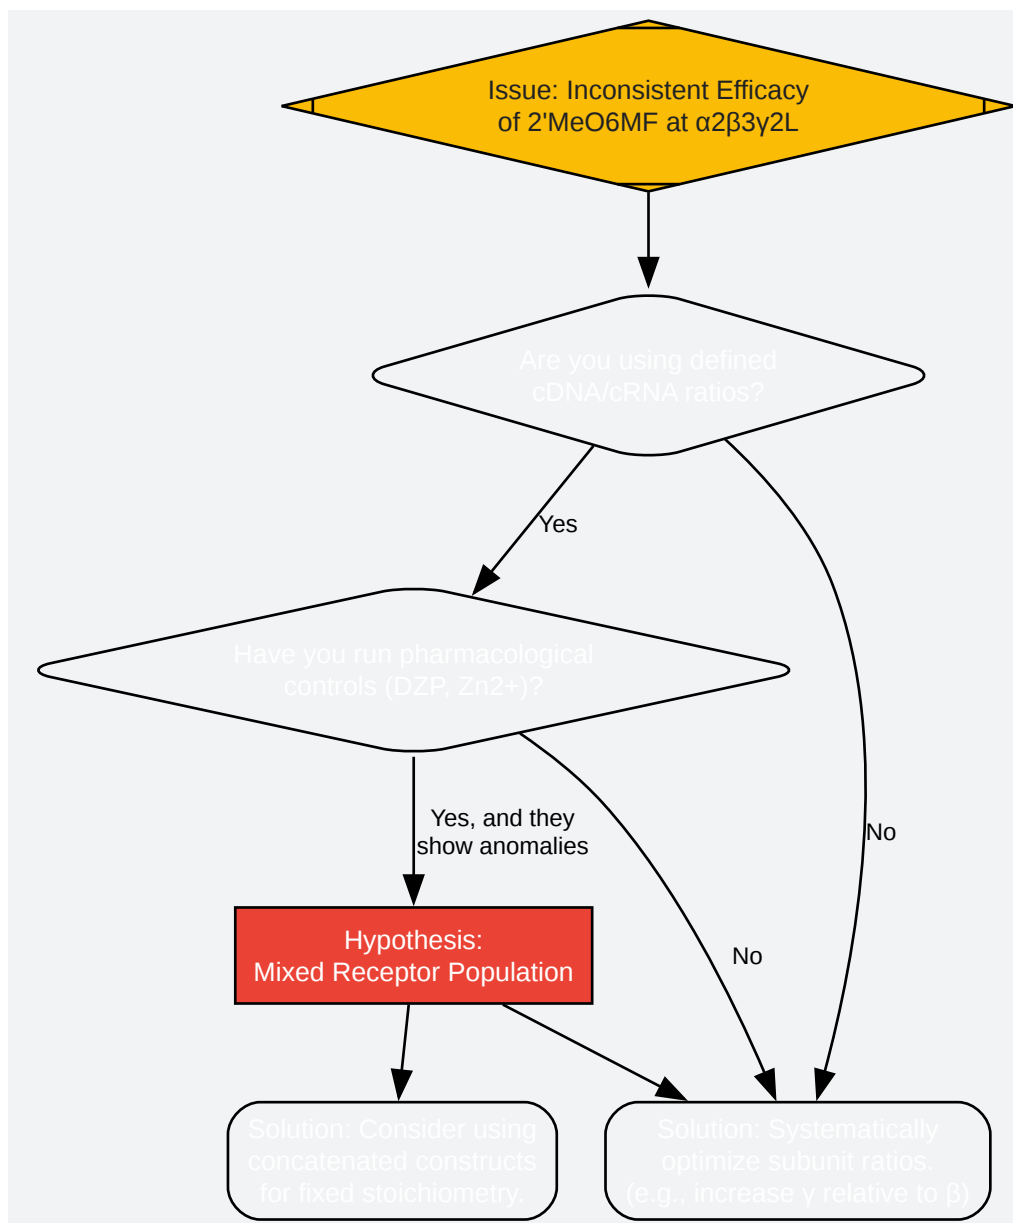 Issue: Inconsistent Efficacy
of 2'MeO6MF at α2β3γ2L
Are you using defined
cDNA/cRNA ratios?
Yes
Have you run pharmacological
controls (DZP, Zn2+)?
Yes, and they
show anomalies
No
Hypothesis:
Mixed Receptor Population
No
Solution: Consider using
concatenated constructs
for fixed stoichiometry.
Solution: Systematically
optimize subunit ratios.
(e.g., increase γ relative to β)